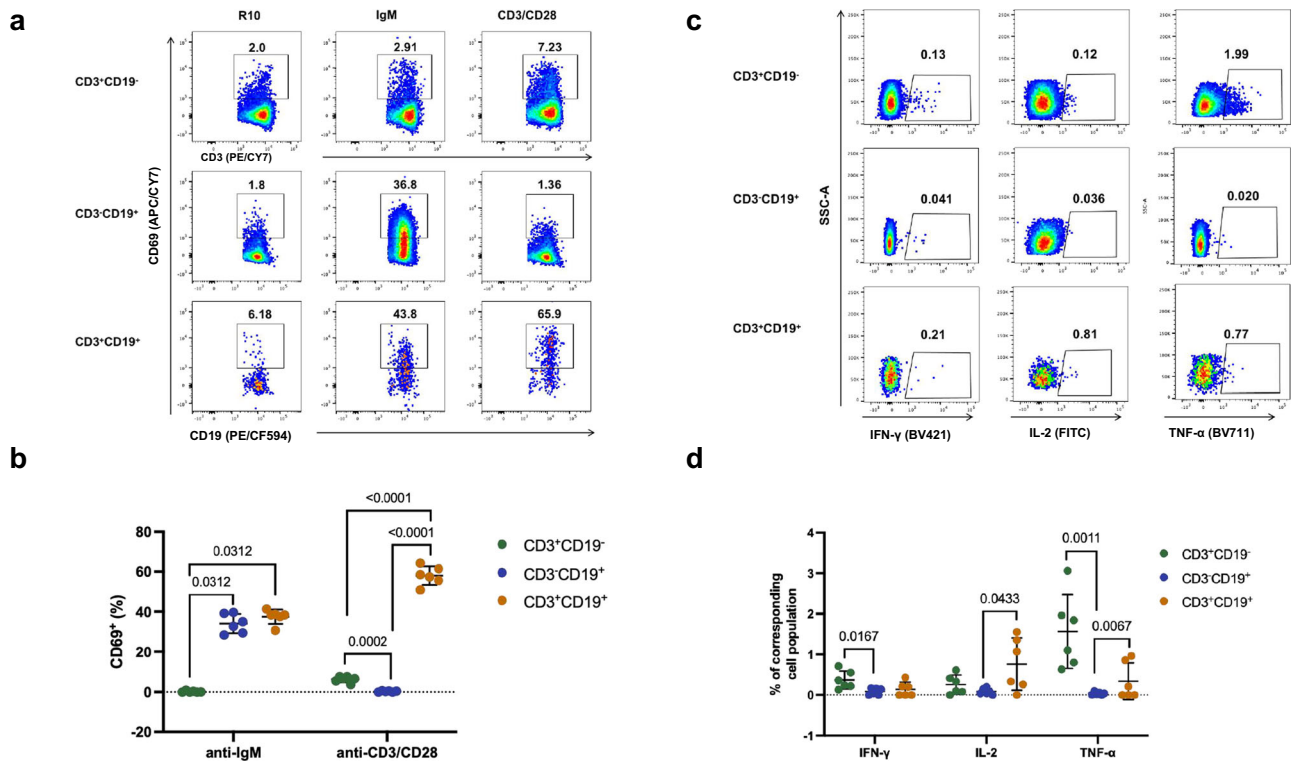 a
R10 IgM CD3/CD28
CD3⁺CD19⁻
2.0 2.91 7.23
CD3 (PE/CY7)
CD3⁻CD19⁺
1.8 36.8 1.36
CD69 (APC/CY7)
CD3⁺CD19⁺
6.18 43.8 65.9
CD19 (PE/CF594)
c
CD3⁺CD19⁻
0.13 0.12 1.99
CD3⁻CD19⁺
0.041 0.036 0.020
SSC-A
SSC-A
CD3⁺CD19⁺
0.21 0.81 0.77
IFN-γ (BV421) IL-2 (FITC) TNF-α (BV711)
b
CD69⁺ (%)
80
60
40
20
0
-20
0.0312
0.0312
<0.0001
<0.0001
0.0002
anti-IgM anti-CD3/CD28
CD3⁺CD19⁻
CD3⁻CD19⁺
CD3⁺CD19⁺
d
% of corresponding
cell population
4
3
2
1
0
-1
0.0167
0.0433
0.0011
0.0067
IFN-γ IL-2 TNF-α
CD3⁺CD19⁻
CD3⁻CD19⁺
CD3⁺CD19⁺